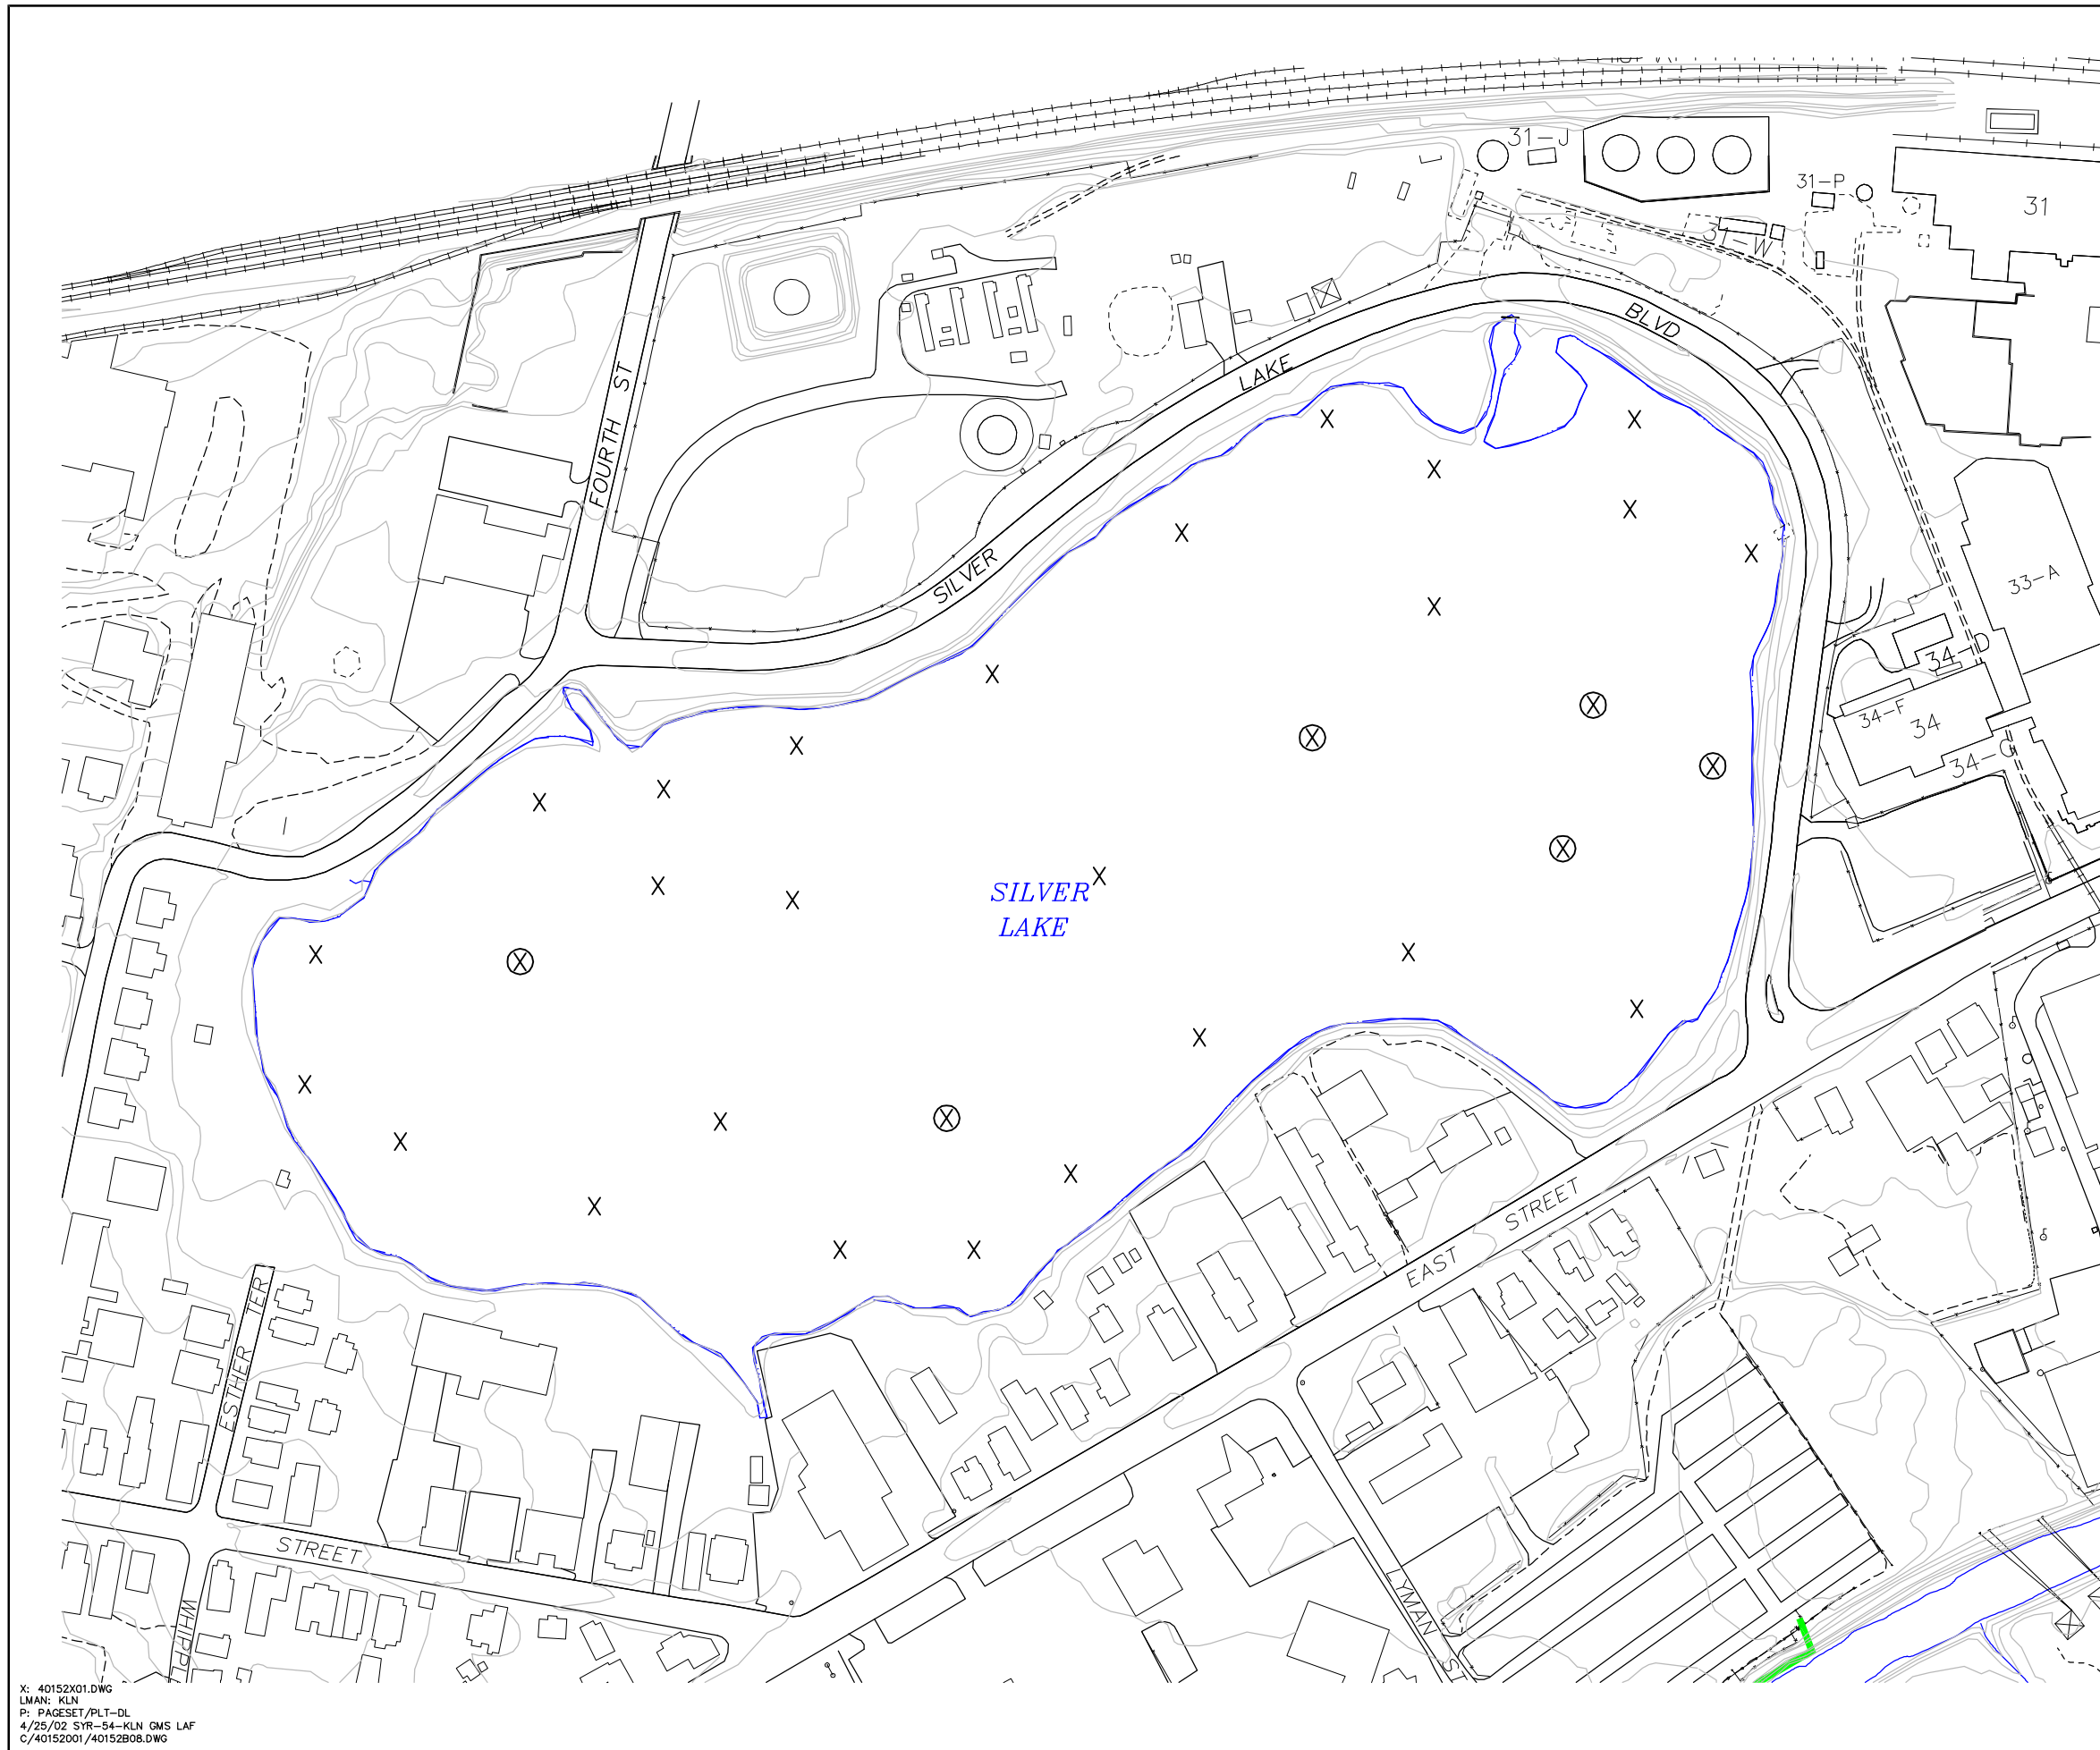 31-J
31-P
31
31-W
BLVD
LAKE
FOURTH ST
SILVER
33-A
34-D
34-F
34
34-G
SILVER
LAKE
STREET
EAST
ESTHER TER
STREET
LYMAN ST
X: 40152X01.DWG
LMAN: KLN
P: PAGESET/PLT-DL
4/25/02 SYR-54-KLN GMS LAF
C/40152001/40152B08.DWG